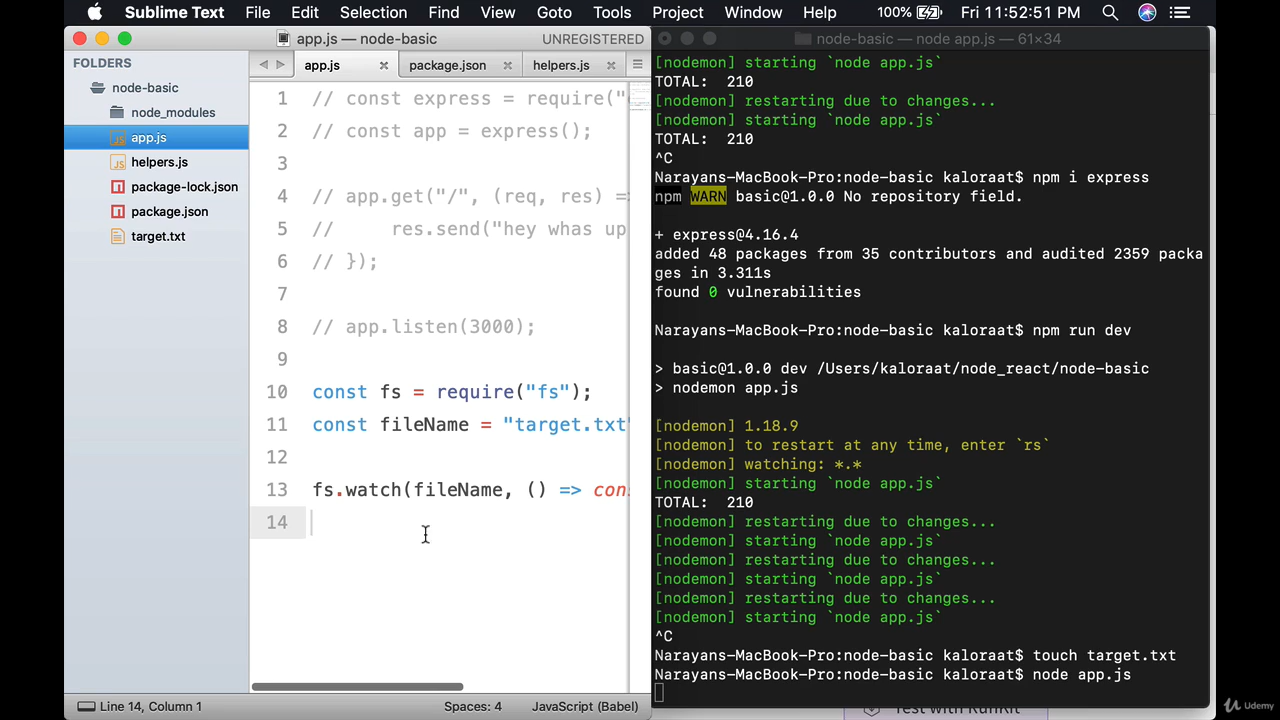 Sublime Text File Edit Selection Find View Goto Tools Project Window Help 100% Fri 11:52:51 PM
app.js — node-basic UNREGISTERED
FOLDERS
node-basic
node_modules
app.js
helpers.js
package-lock.json
package.json
target.txt
app.js package.json helpers.js
1 // const express = require("
2 // const app = express();
3
4 // app.get("/", (req, res) =
5 // res.send("hey whas up
6 // });
7
8 // app.listen(3000);
9
10 const fs = require("fs");
11 const fileName = "target.txt"
12
13 fs.watch(fileName, () => con
14
Line 14, Column 1 Spaces: 4 JavaScript (Babel)
node-basic — node app.js — 61×34
[nodemon] starting `node app.js`
TOTAL: 210
[nodemon] restarting due to changes...
[nodemon] starting `node app.js`
TOTAL: 210
^C
Narayans-MacBook-Pro:node-basic kaloraat$ npm i express
npm WARN basic@1.0.0 No repository field.
+ express@4.16.4
added 48 packages from 35 contributors and audited 2359 packa
ges in 3.311s
found 0 vulnerabilities
Narayans-MacBook-Pro:node-basic kaloraat$ npm run dev
> basic@1.0.0 dev /Users/kaloraat/node_react/node-basic
> nodemon app.js
[nodemon] 1.18.9
[nodemon] to restart at any time, enter `rs`
[nodemon] watching: *.*
[nodemon] starting `node app.js`
TOTAL: 210
[nodemon] restarting due to changes...
[nodemon] starting `node app.js`
[nodemon] restarting due to changes...
[nodemon] starting `node app.js`
[nodemon] restarting due to changes...
[nodemon] starting `node app.js`
^C
Narayans-MacBook-Pro:node-basic kaloraat$ touch target.txt
Narayans-MacBook-Pro:node-basic kaloraat$ node app.js
Test with RunKit
Udemy